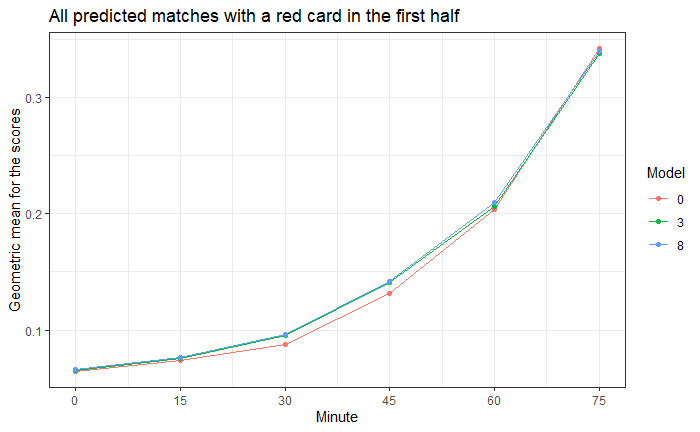 All predicted matches with a red card in the first half
Geometric mean for the scores
0.3
0.2
0.1
0 15 30 45 60 75
Minute
Model
0
3
8